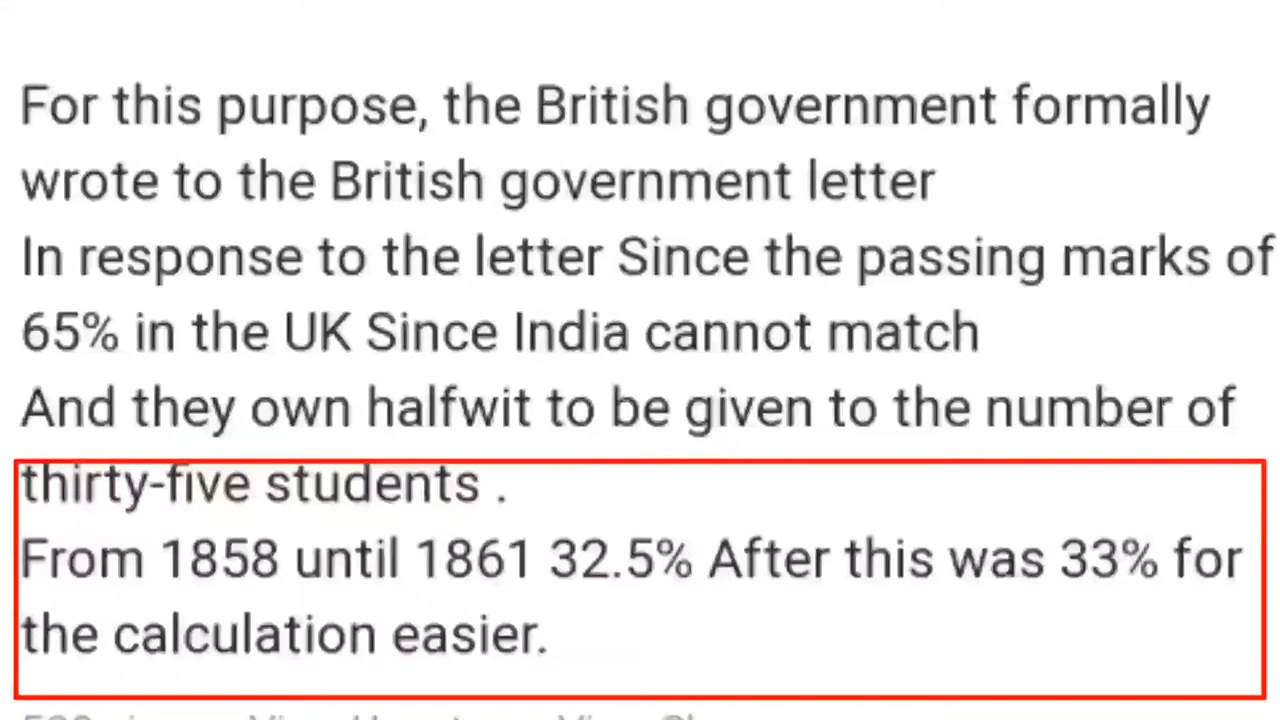 For this purpose, the British government formally
wrote to the British government letter
In response to the letter Since the passing marks of
65% in the UK Since India cannot match
And they own halfwit to be given to the number of
thirty-five students .
From 1858 until 1861 32.5% After this was 33% for
the calculation easier.